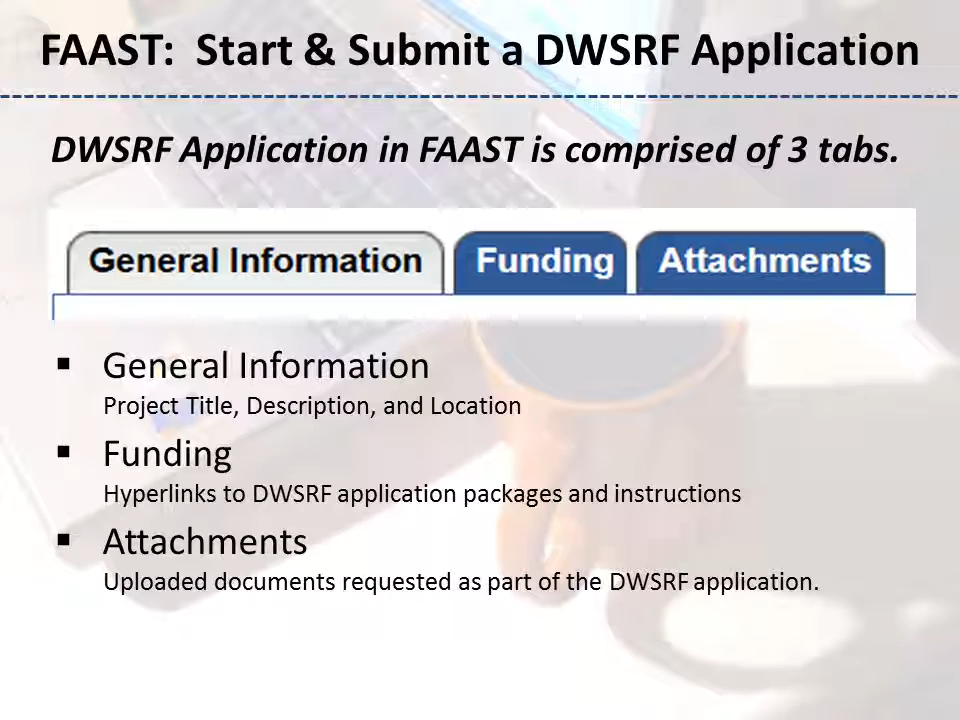 FAAST: Start & Submit a DWSRF Application
DWSRF Application in FAAST is comprised of 3 tabs.
General Information Funding Attachments
▪ General Information
Project Title, Description, and Location
▪ Funding
Hyperlinks to DWSRF application packages and instructions
▪ Attachments
Uploaded documents requested as part of the DWSRF application.